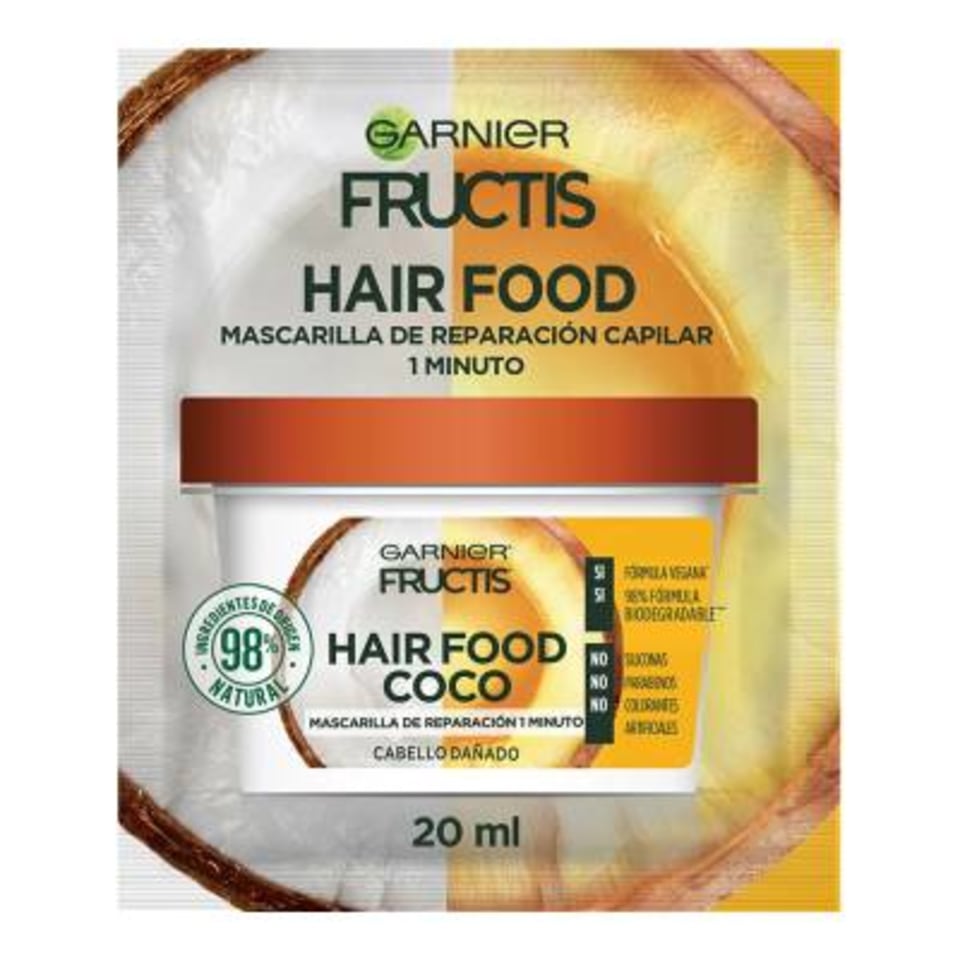 GARNIER
FRUCTIS
HAIR FOOD
MASCARILLA DE REPARACIÓN CAPILAR
1 MINUTO
GARNIER
FRUCTIS
HAIR FOOD
COCO
MASCARILLA DE REPARACIÓN 1 MINUTO
CABELLO DAÑADO
INGREDIENTES DE ORIGEN
98%
NATURAL
SI FÓRMULA VEGANA*
SI 98% FÓRMULA
BIODEGRADABLE**
NO SILICONAS
NO PARABENOS
NO COLORANTES
ARTIFICIALES
20 ml